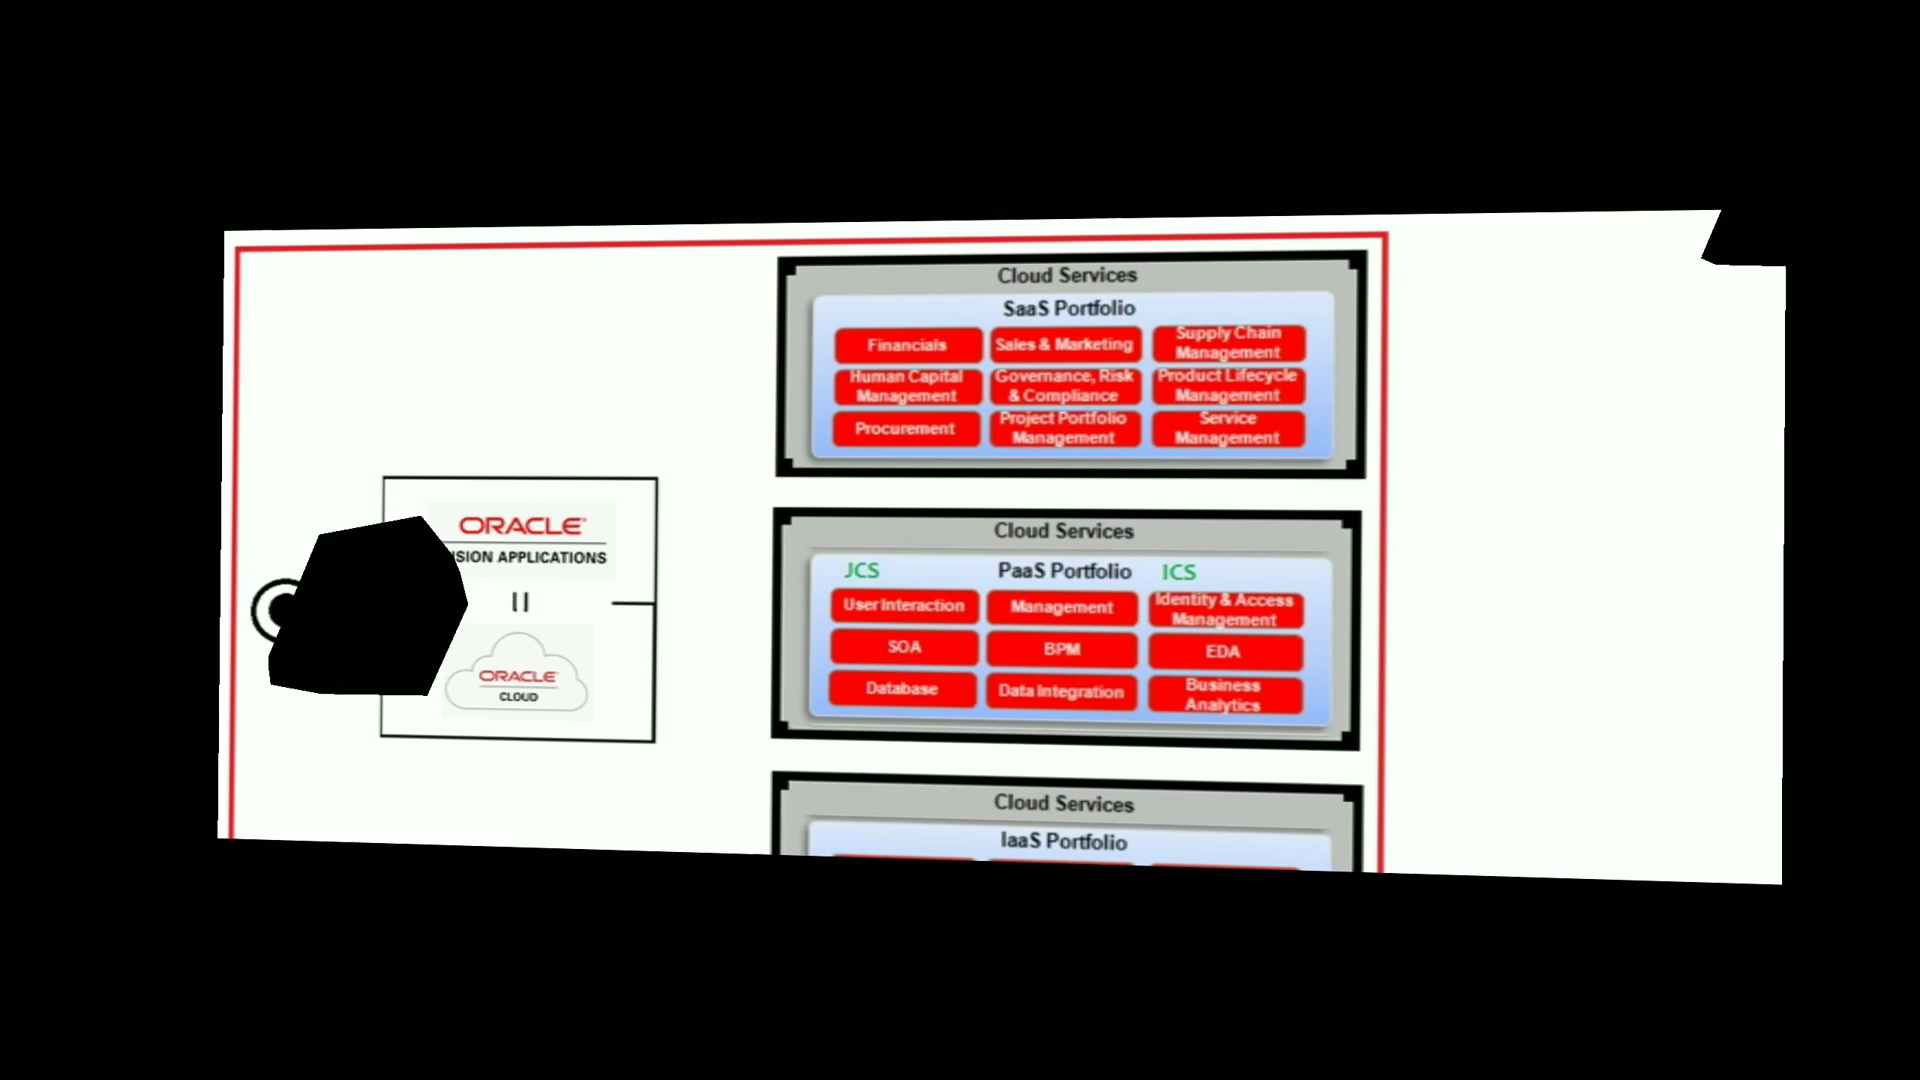 Cloud Services
SaaS Portfolio
Financials
Sales & Marketing
Supply Chain
Management
Human Capital
Management
Governance, Risk
& Compliance
Product Lifecycle
Management
Procurement
Project Portfolio
Management
Service
Management
ORACLE
APPLICATIONS
ORACLE
CLOUD
Cloud Services
JCS
PaaS Portfolio
ICS
User Interaction
Management
Identity & Access
Management
SOA
BPM
EDA
Database
Data Integration
Business
Analytics
Cloud Services
IaaS Portfolio